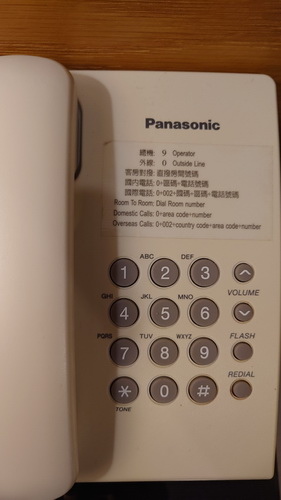 Panasonic
總機: 9 Operator
外線: 0 Outside Line
客房對撥: 直撥房間號碼
國內電話: 0+區碼+電話號碼
國際電話: 0+002+國碼+區碼+電話號碼
Room To Room: Dial Room number
Domestic Calls: 0+area code+number
Overseas Calls: 0+002+country code+area code+number
ABC DEF
1 2 3
VOLUME
GHI JKL MNO
4 5 6
FLASH
PQRS TUV WXYZ
7 8 9
REDIAL
* 0 #
TONE